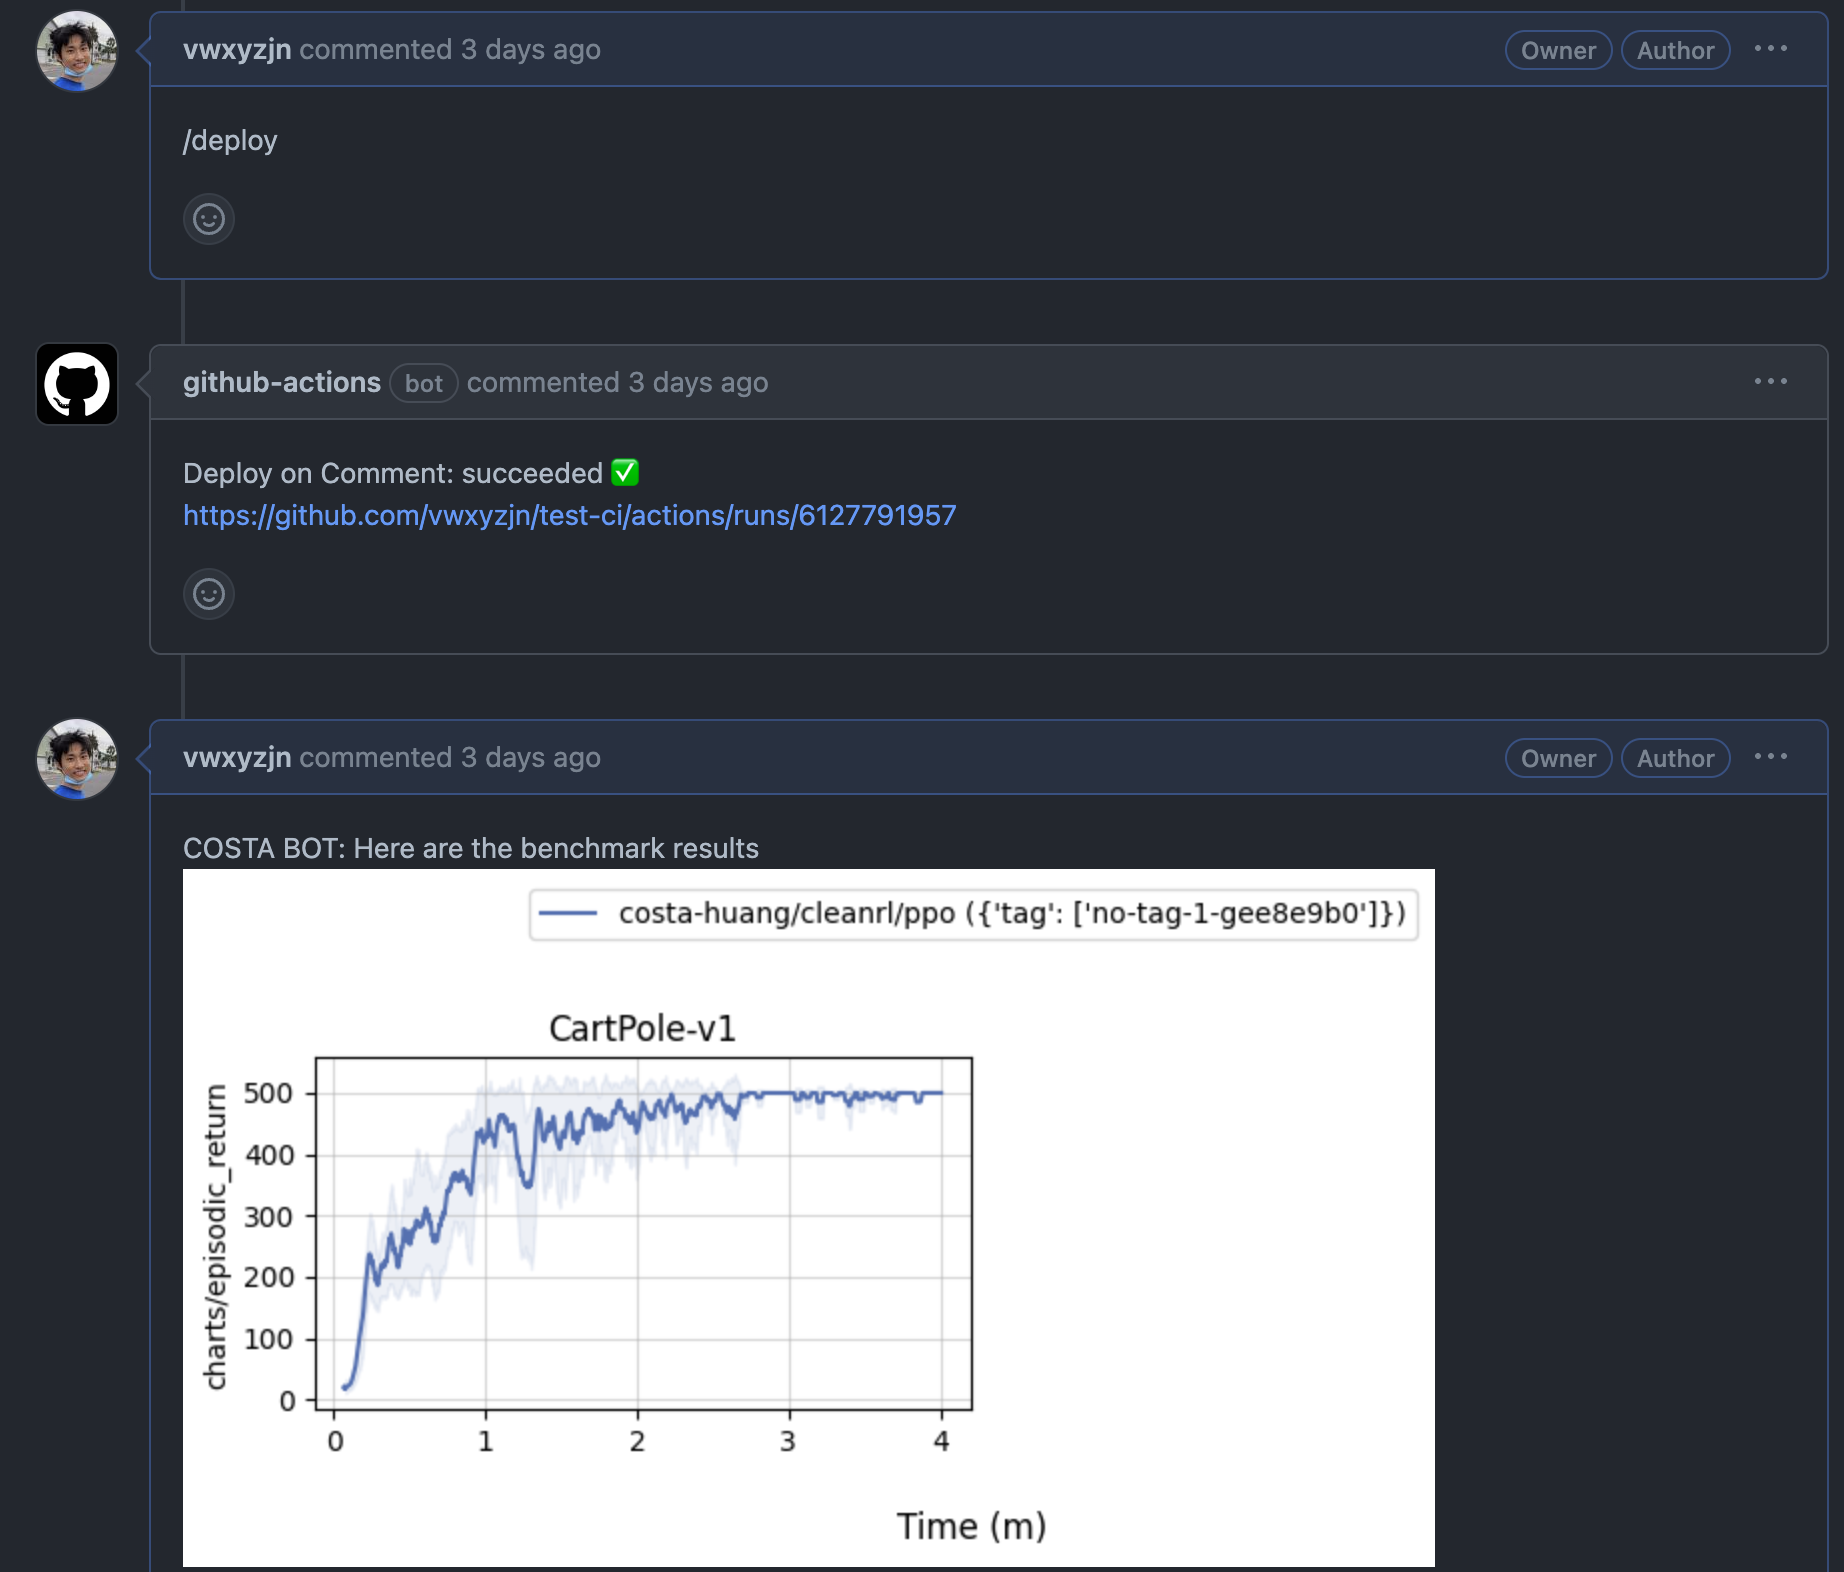 vwxyzjn commented 3 days ago Owner Author ...
/deploy
github-actions bot commented 3 days ago ...
Deploy on Comment: succeeded ✅
https://github.com/vwxyzjn/test-ci/actions/runs/6127791957
vwxyzjn commented 3 days ago Owner Author ...
COSTA BOT: Here are the benchmark results
costa-huang/cleanrl/ppo ({'tag': ['no-tag-1-gee8e9b0']})
CartPole-v1
charts/episodic_return
500
400
300
200
100
0
0 1 2 3 4
Time (m)